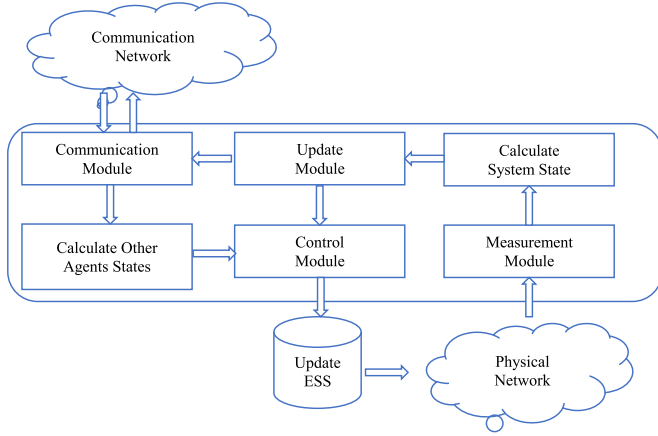 Communication
Network
Communication
Module
Update
Module
Calculate
System State
Calculate Other
Agents States
Control
Module
Measurement
Module
Update
ESS
Physical
Network